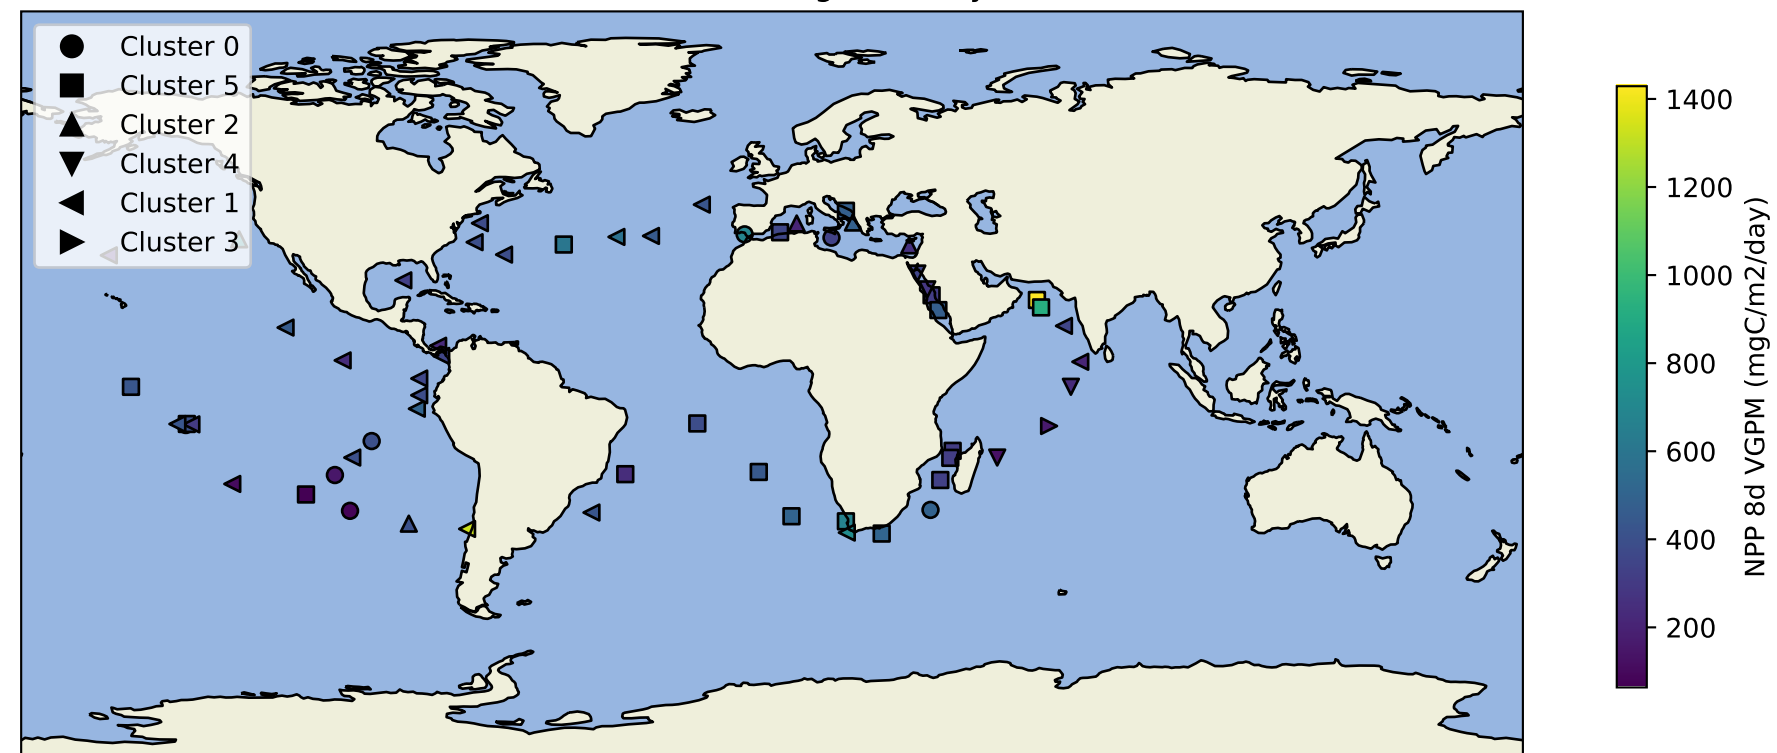 Cluster 0
Cluster 5
Cluster 2
Cluster 4
Cluster 1
Cluster 3
1400
1200
1000
800
600
400
200
NPP 8d VGPM (mgC/m2/day)